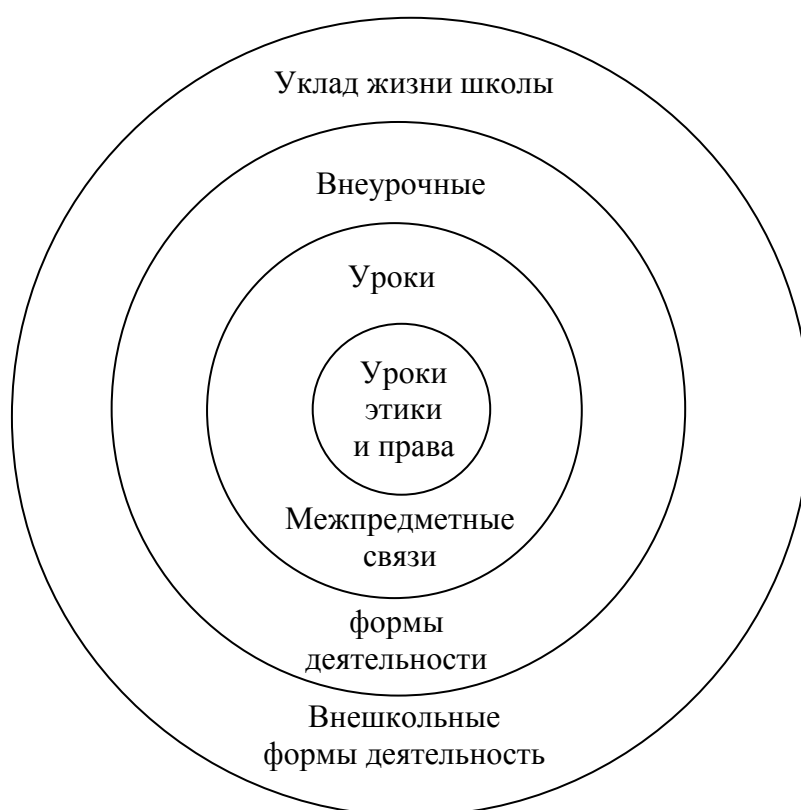 Уклад жизни школы
Внеурочные
Уроки
Уроки
этики
и права
Межпредметные
связи
формы
деятельности
Внешкольные
формы деятельность